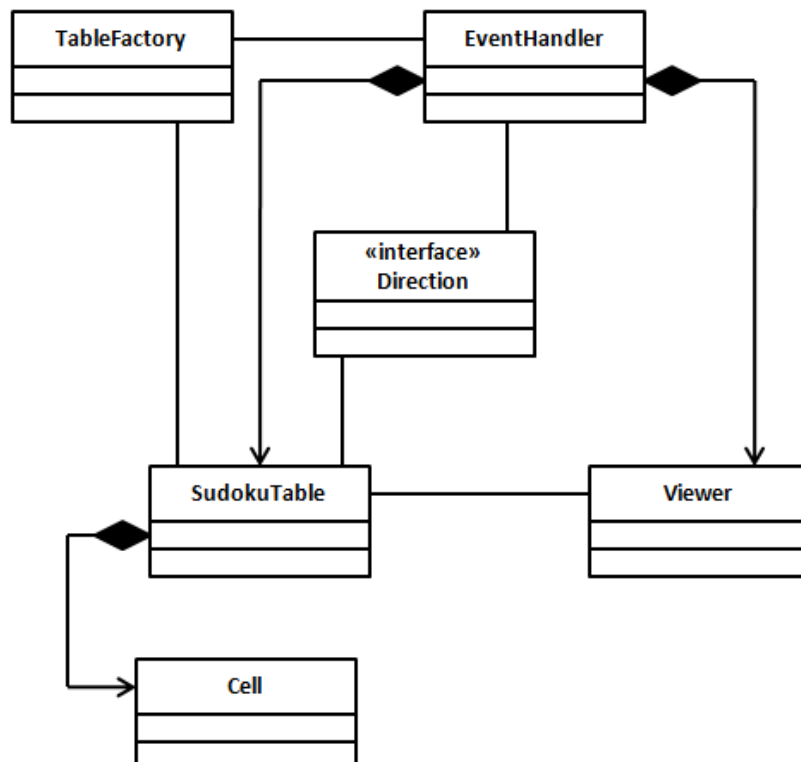 TableFactory
EventHandler
«interface»
Direction
SudokuTable
Viewer
Cell